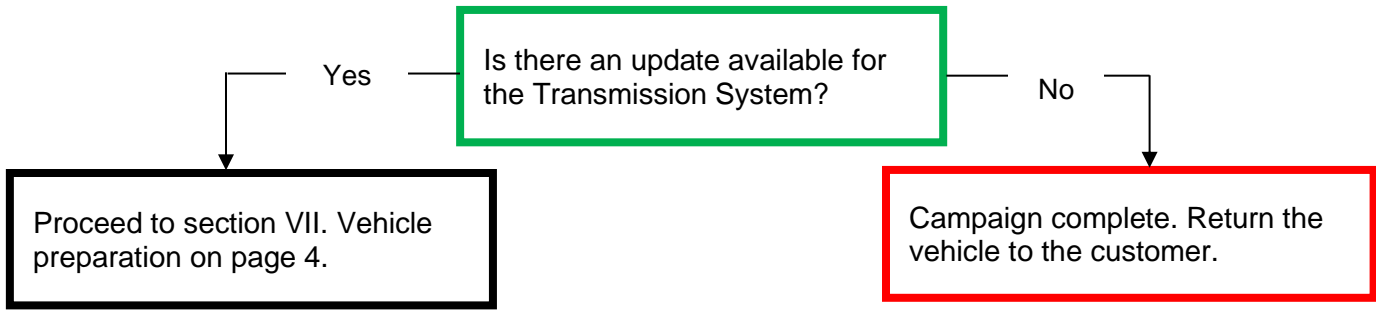 Is there an update available for
the Transmission System?
Yes
No
Proceed to section VII. Vehicle
preparation on page 4.
Campaign complete. Return the
vehicle to the customer.